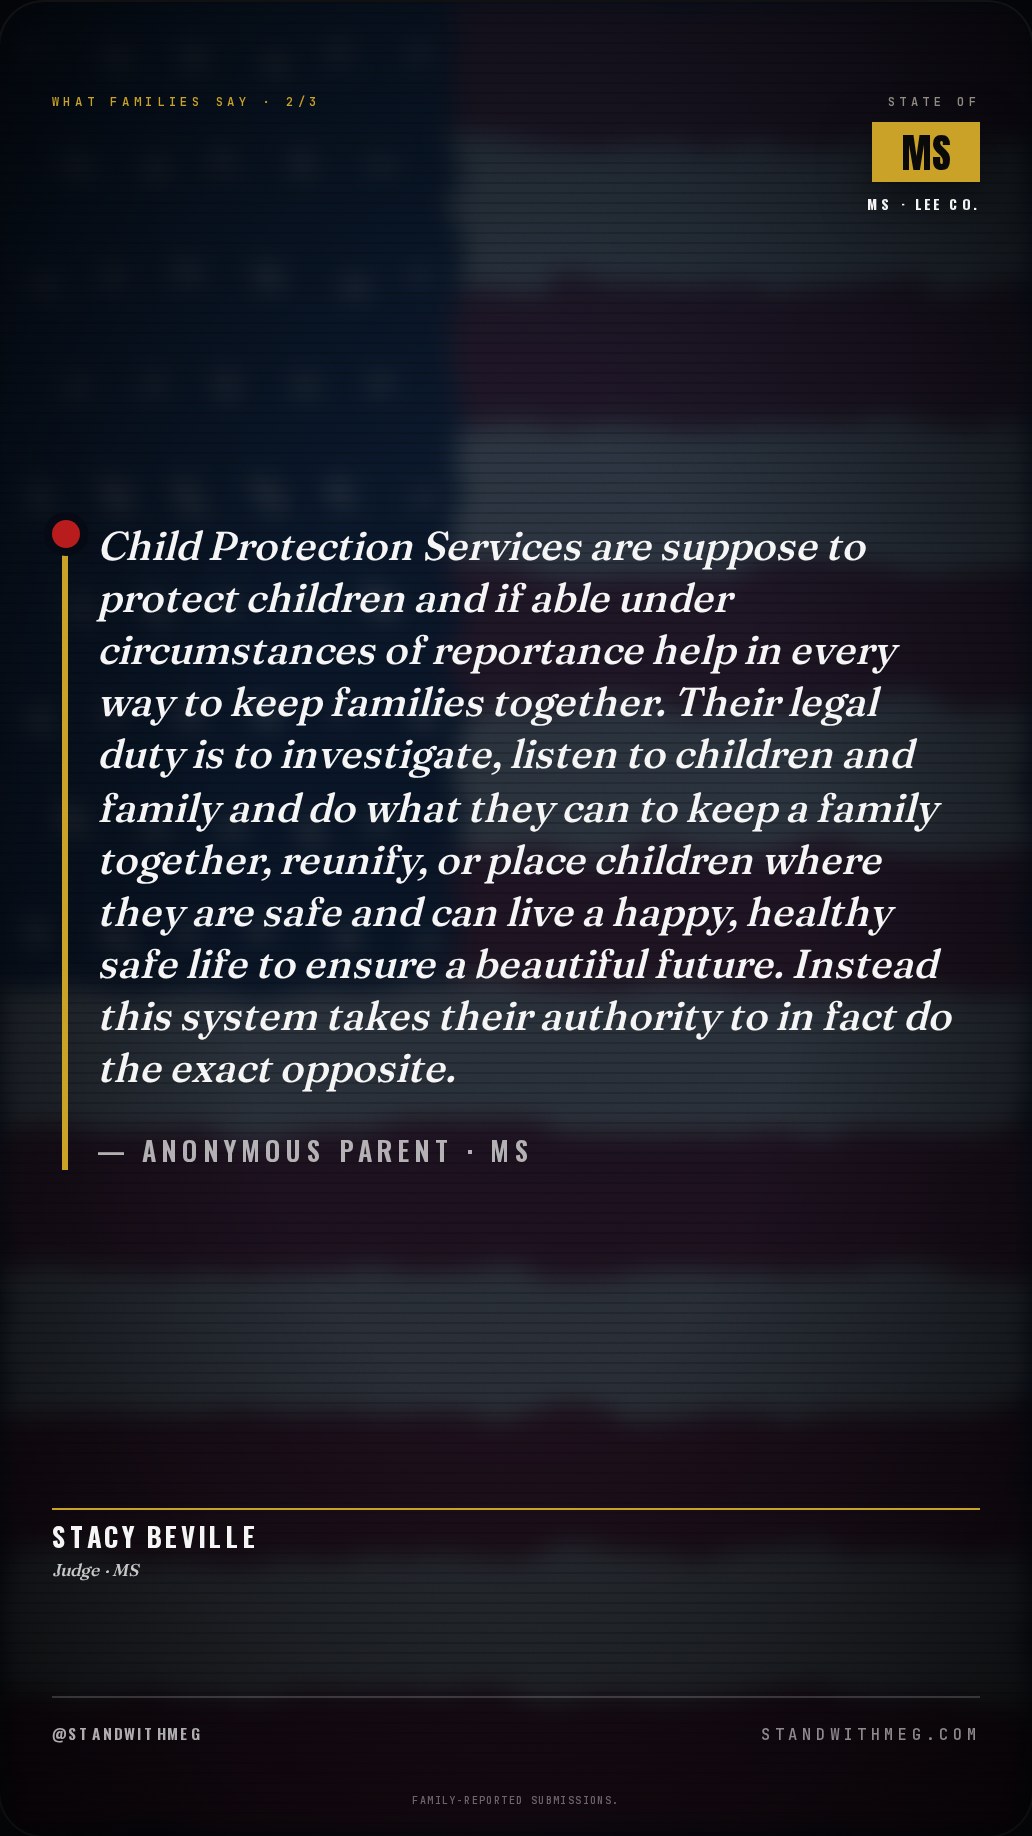 WHAT FAMILIES SAY · 2/3
STATE OF
MS
MS · LEE CO.
Child Protection Services are suppose to
protect children and if able under
circumstances of reportance help in every
way to keep families together. Their legal
duty is to investigate, listen to children and
family and do what they can to keep a family
together, reunify, or place children where
they are safe and can live a happy, healthy
safe life to ensure a beautiful future. Instead
this system takes their authority to in fact do
the exact opposite.
— ANONYMOUS PARENT · MS
STACY BEVILLE
Judge · MS
@STANDWITHMEG
STANDWITHMEG.COM
FAMILY-REPORTED SUBMISSIONS.